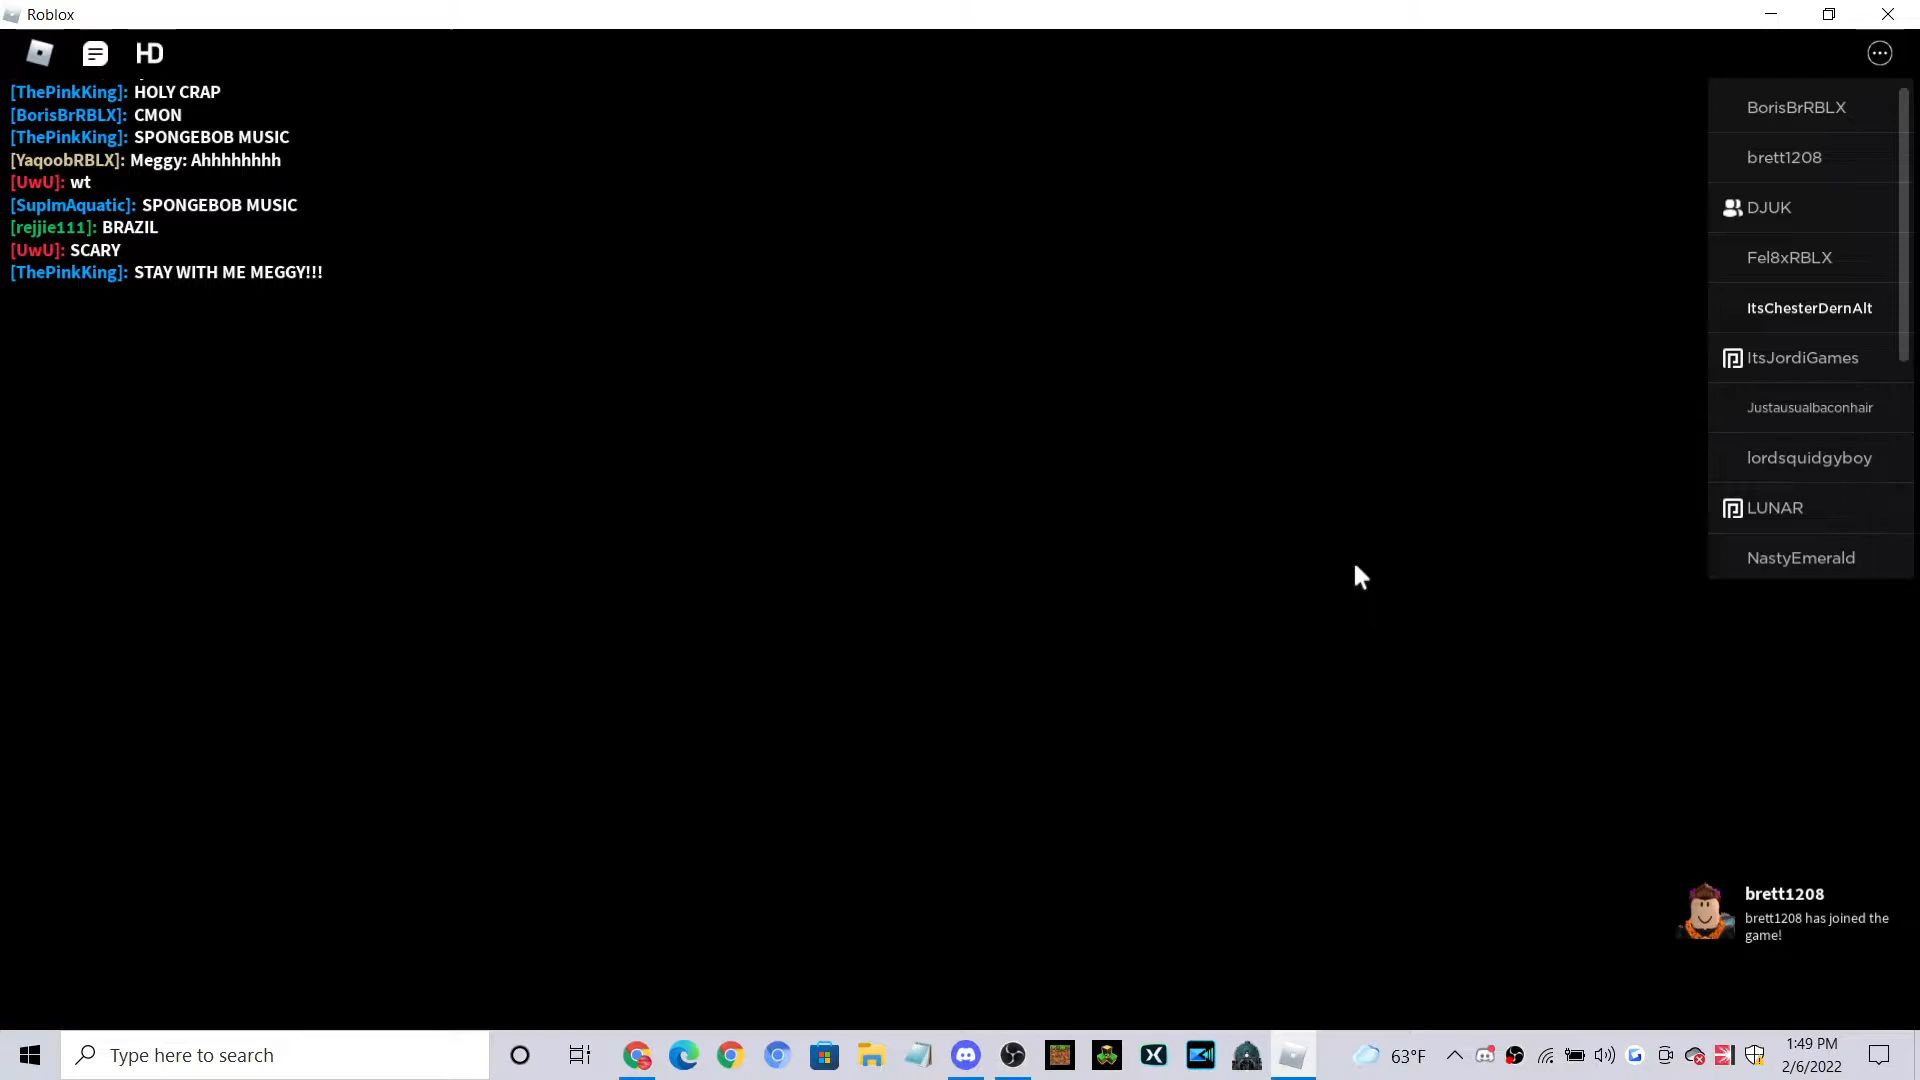 Roblox
HD
[ThePinkKing]: HOLY CRAP
[BorisBrRBLX]: CMON
[ThePinkKing]: SPONGEBOB MUSIC
[YaqoobRBLX]: Meggy: Ahhhhhhhh
[UwU]: wt
[SupImAquatic]: SPONGEBOB MUSIC
[rejjie111]: BRAZIL
[UwU]: SCARY
[ThePinkKing]: STAY WITH ME MEGGY!!!
BorisBrRBLX
brett1208
DJUK
Fel8xRBLX
ItsChesterDernAlt
ItsJordiGames
Justausualbaconhair
lordsquidgyboy
LUNAR
NastyEmerald
brett1208
brett1208 has joined the
game!
Type here to search
63°F
1:49 PM
2/6/2022